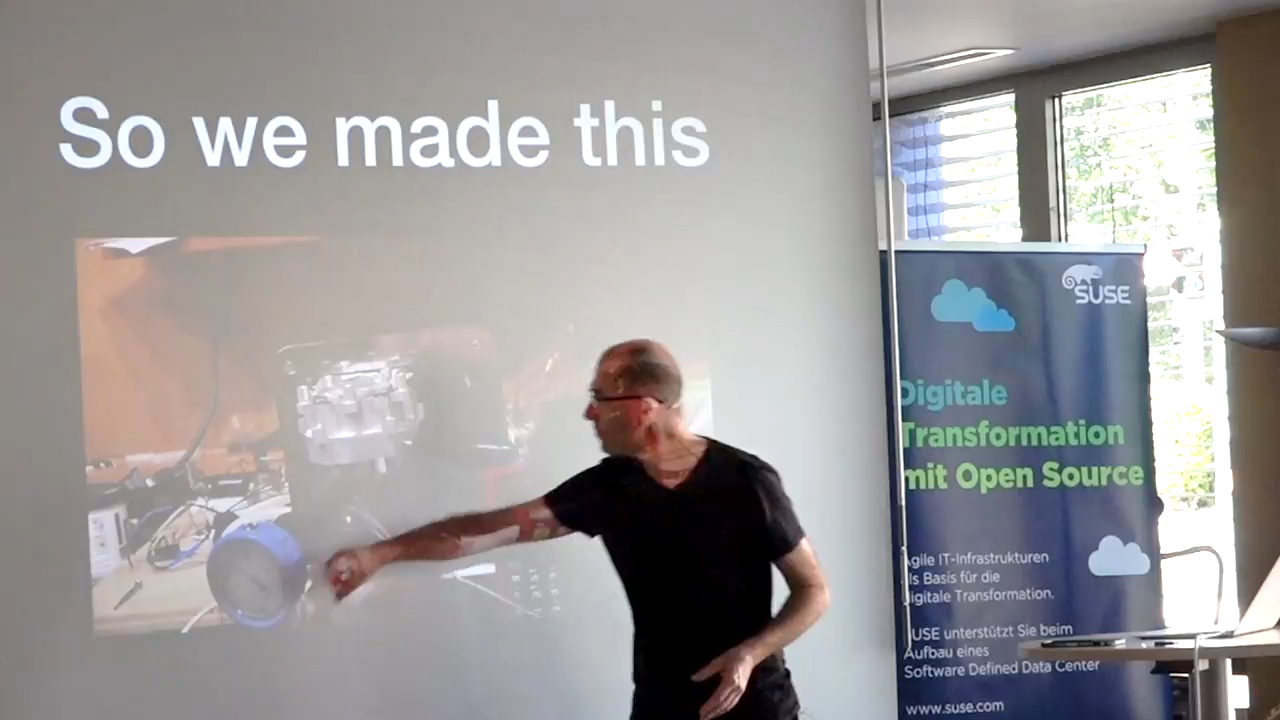 So we made this
SUSE
Digitale
Transformation
mit Open Source
Agile IT-Infrastrukturen
als Basis für die
digitale Transformation.
SUSE unterstützt Sie beim
Aufbau eines
Software Defined Data Center
www.suse.com